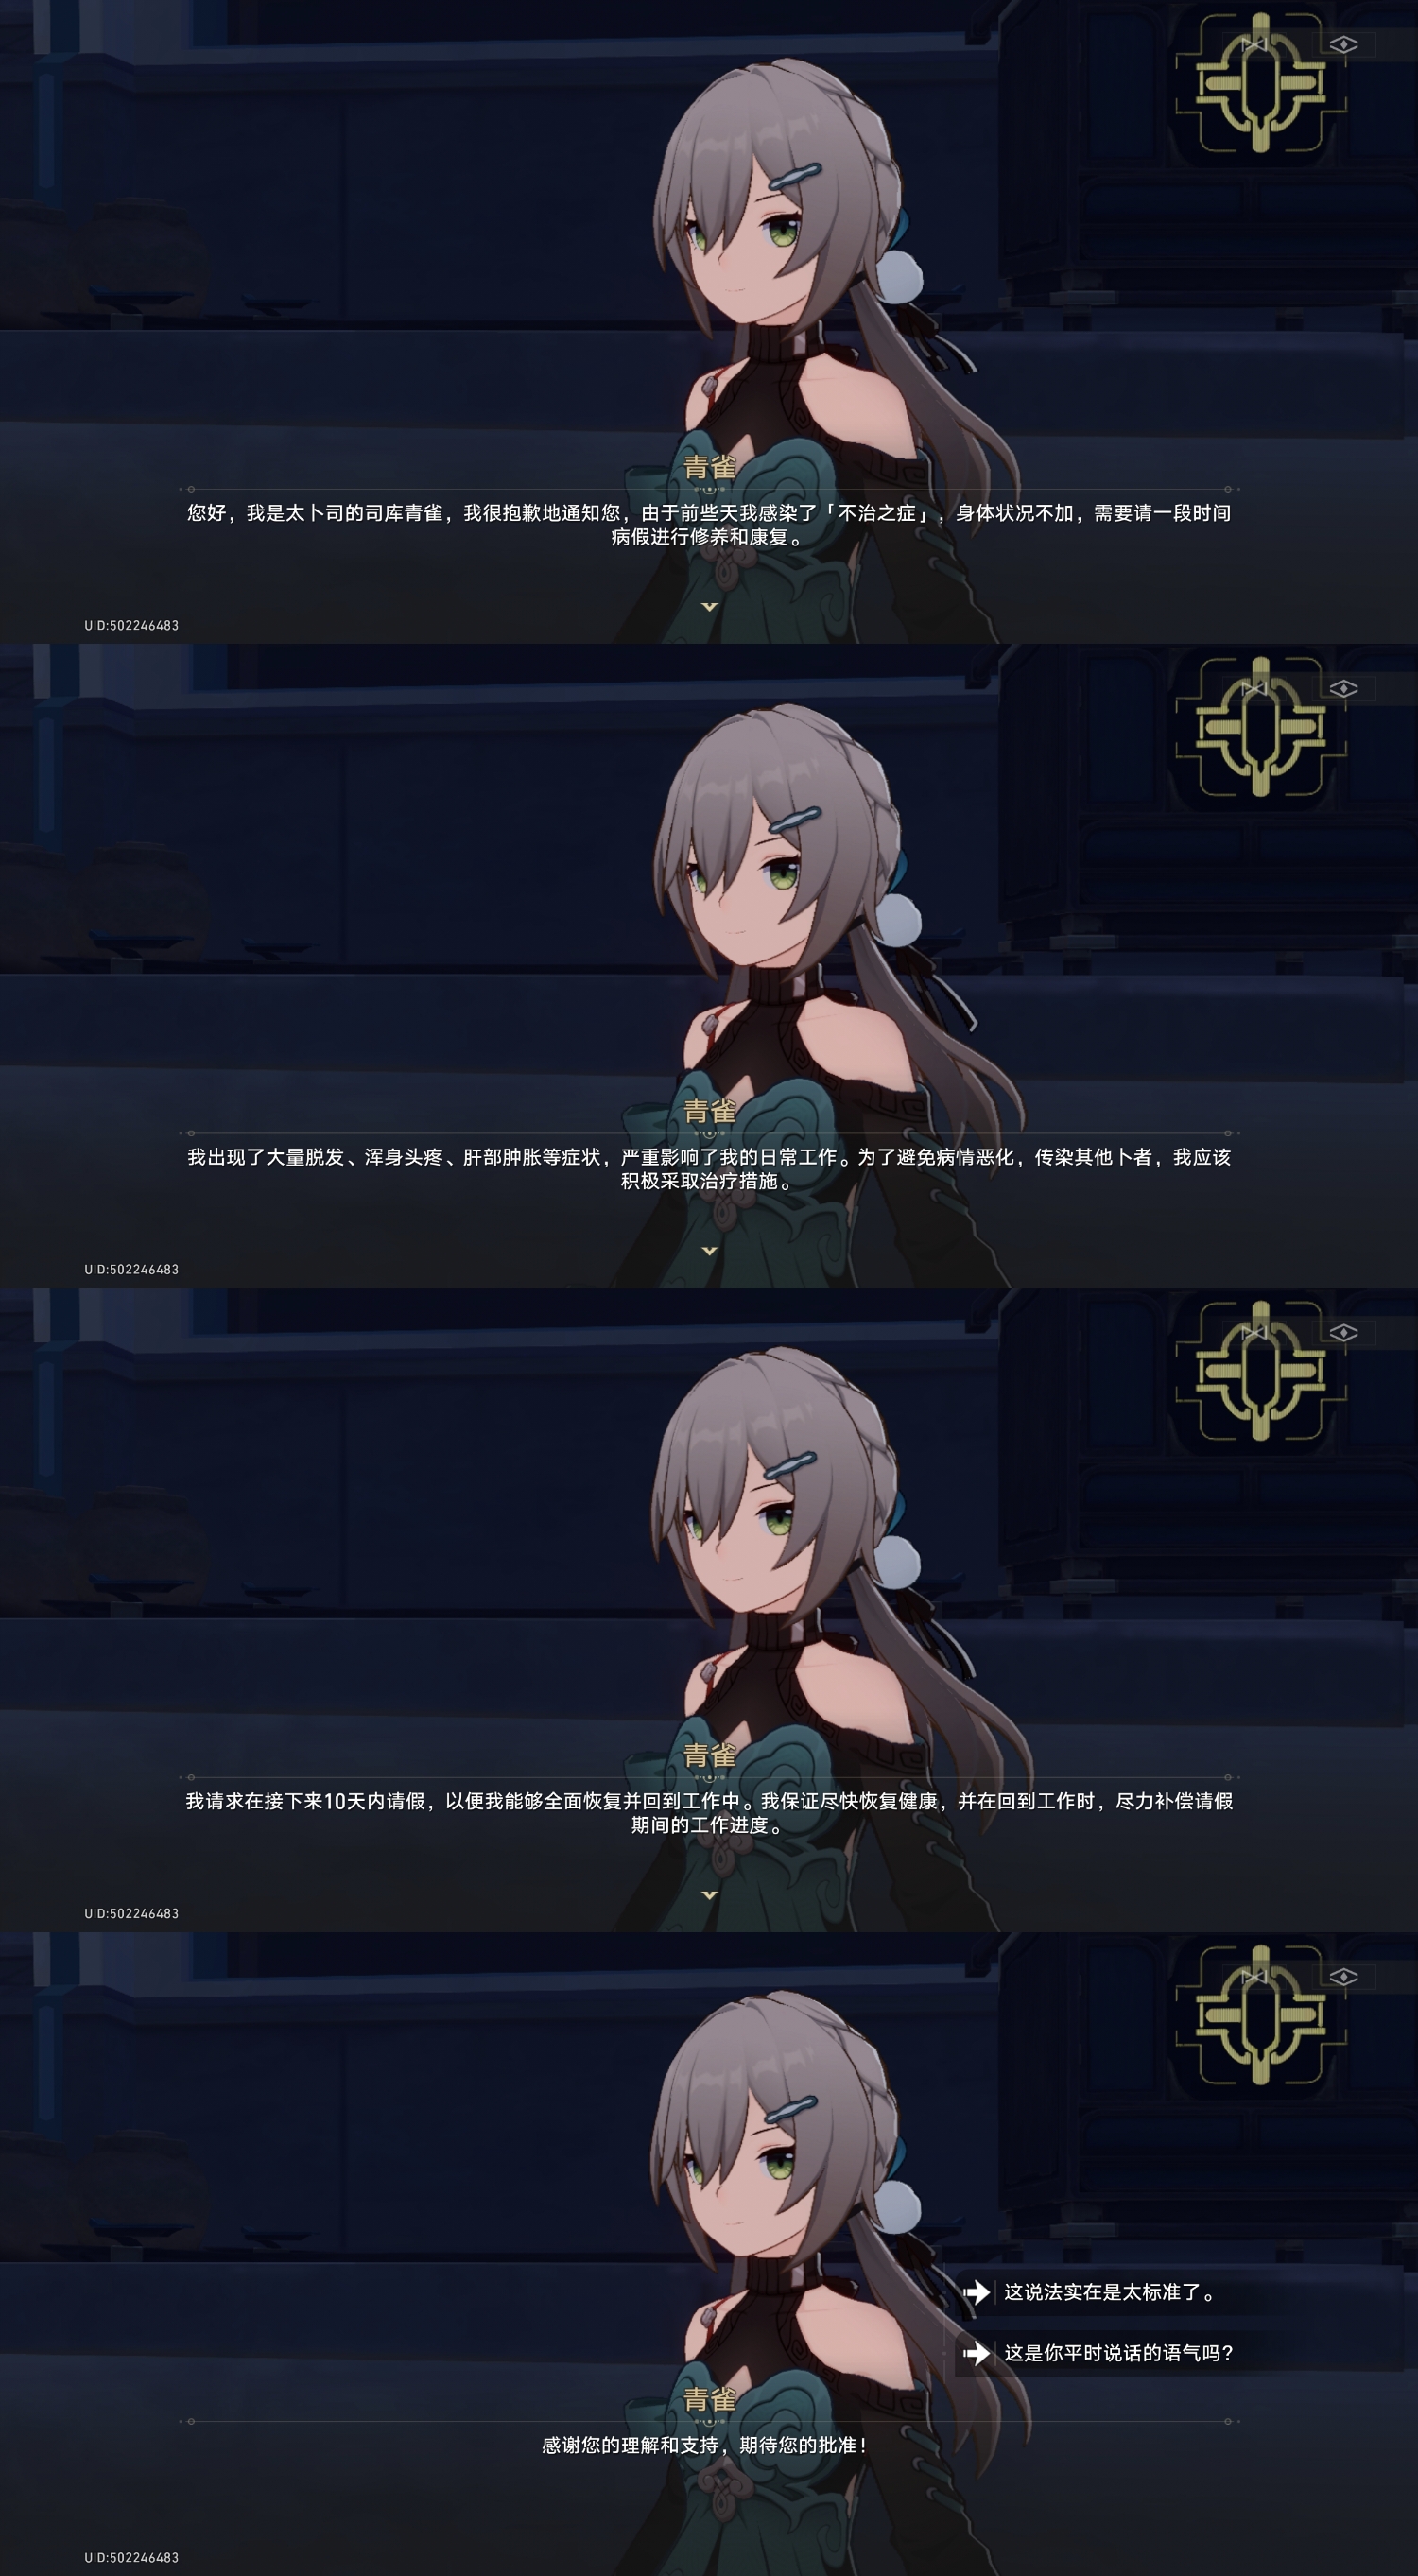 青雀
您好，我是太卜司的司库青雀，我很抱歉地通知您，由于前些天我感染了「不治之症」，身体状况不加，需要请一段时间
病假进行修养和康复。
UID:502246483
青雀
我出现了大量脱发、浑身头疼、肝部肿胀等症状，严重影响了我的日常工作。为了避免病情恶化，传染其他卜者，我应该
积极采取治疗措施。
UID:502246483
青雀
我请求在接下来10天内请假，以便我能够全面恢复并回到工作中。我保证尽快恢复健康，并在回到工作时，尽力补偿请假
期间的工作进度。
UID:502246483
这说法实在是太标准了。
这是你平时说话的语气吗？
青雀
感谢您的理解和支持，期待您的批准！
UID:502246483